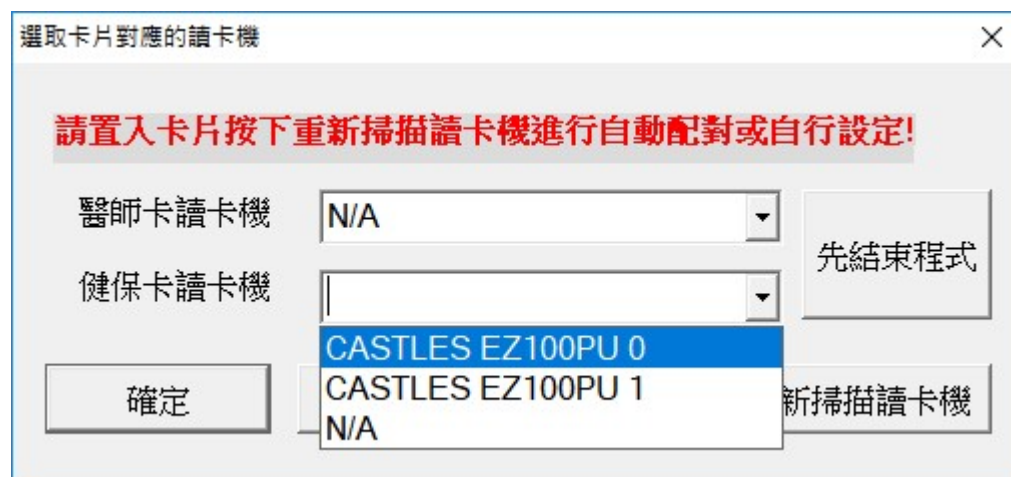 選取卡片對應的讀卡機
請置入卡片按下重新掃描讀卡機進行自動配對或自行設定!
醫師卡讀卡機
N/A
先結束程式
健保卡讀卡機
CASTLES EZ100PU 0
CASTLES EZ100PU 1
N/A
確定
新掃描讀卡機